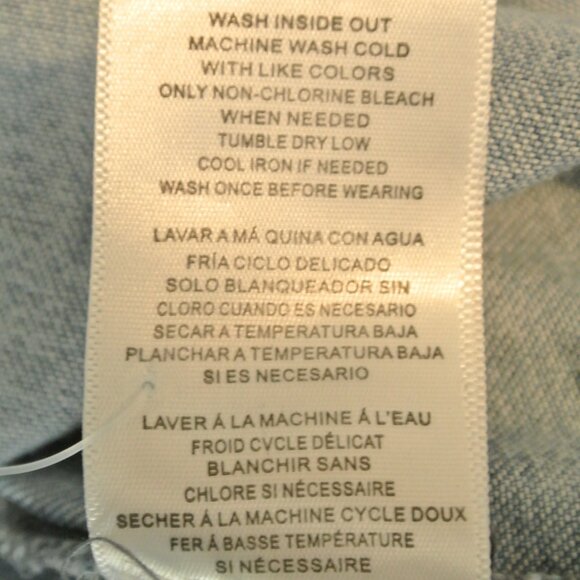 WASH INSIDE OUT
MACHINE WASH COLD
WITH LIKE COLORS
ONLY NON-CHLORINE BLEACH
WHEN NEEDED
TUMBLE DRY LOW
COOL IRON IF NEEDED
WASH ONCE BEFORE WEARING
LAVAR A MÁ QUINA CON AGUA
FRÍA CICLO DELICADO
SOLO BLANQUEADOR SIN
CLORO CUANDO ES NECESARIO
SECAR A TEMPERATURA BAJA
PLANCHAR A TEMPERATURA BAJA
SI ES NECESARIO
LAVER Á LA MACHINE Á L'EAU
FROID CVCLE DÉLICAT
BLANCHIR SANS
CHLORE SI NÉCESSAIRE
SECHER Á LA MACHINE CYCLE DOUX
FER Á BASSE TEMPÉRATURE
SI NÉCESSAIRE